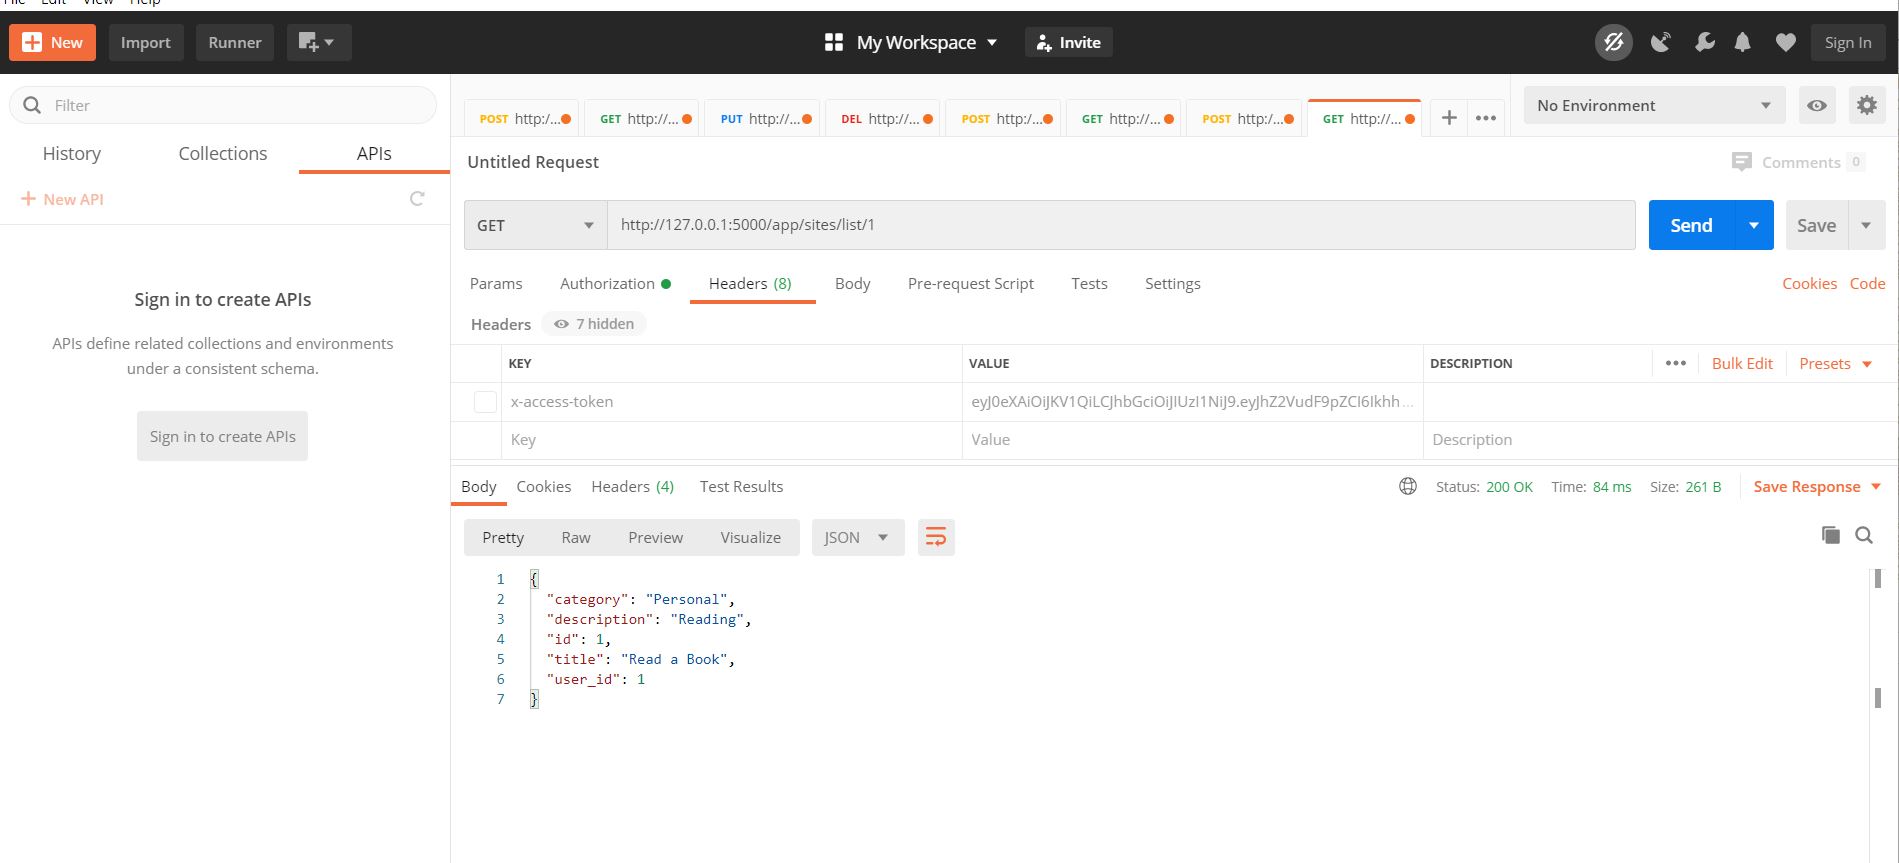 File Edit View Help
New Import Runner My Workspace Invite Sign In
Filter
History Collections APIs
New API
Sign in to create APIs
APIs define related collections and environments
under a consistent schema.
Sign in to create APIs
POST http:/... GET http://... PUT http://... DEL http://... POST http:/... GET http://... POST http:/... GET http://... No Environment
Untitled Request Comments 0
GET http://127.0.0.1:5000/app/sites/list/1 Send Save
Params Authorization Headers (8) Body Pre-request Script Tests Settings Cookies Code
Headers 7 hidden
KEY VALUE DESCRIPTION ••• Bulk Edit Presets
x-access-token eyJ0eXAiOiJKV1QiLCJhbGciOiJIUzI1NiJ9.eyJhZ2VudF9pZCI6Ikhh...
Key Value Description
Body Cookies Headers (4) Test Results Status: 200 OK Time: 84 ms Size: 261 B Save Response
Pretty Raw Preview Visualize JSON
1 {
2 "category": "Personal",
3 "description": "Reading",
4 "id": 1,
5 "title": "Read a Book",
6 "user_id": 1
7 }